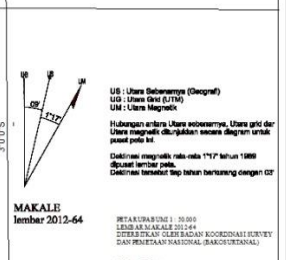 UG
US
UM
09'
1°17'
US : Utara Sebenarnya (Geografi)
UG : Utara Grid (UTM)
UM : Utara Magnetik
Hubungan antara Utara sebenarnya, Utara grid dar
Utara magnetik ditunjukkan secara diagram untuk
pusat peta ini.
Deklinasi magnetik rata-rata 1°17' tahun 1989
dipusat lembar peta.
Deklinasi tersebut tiap tahun berkurang dengan 03'
MAKALE
lembar 2012-64
PETA RUPABUMI 1 : 50.000
LEMBAR MAKALE 2012-64
DITERBITKAN OLEH BADAN KOORDINASI SURVEY
DAN PEMETAAN NASIONAL (BAKOSURTANAL)